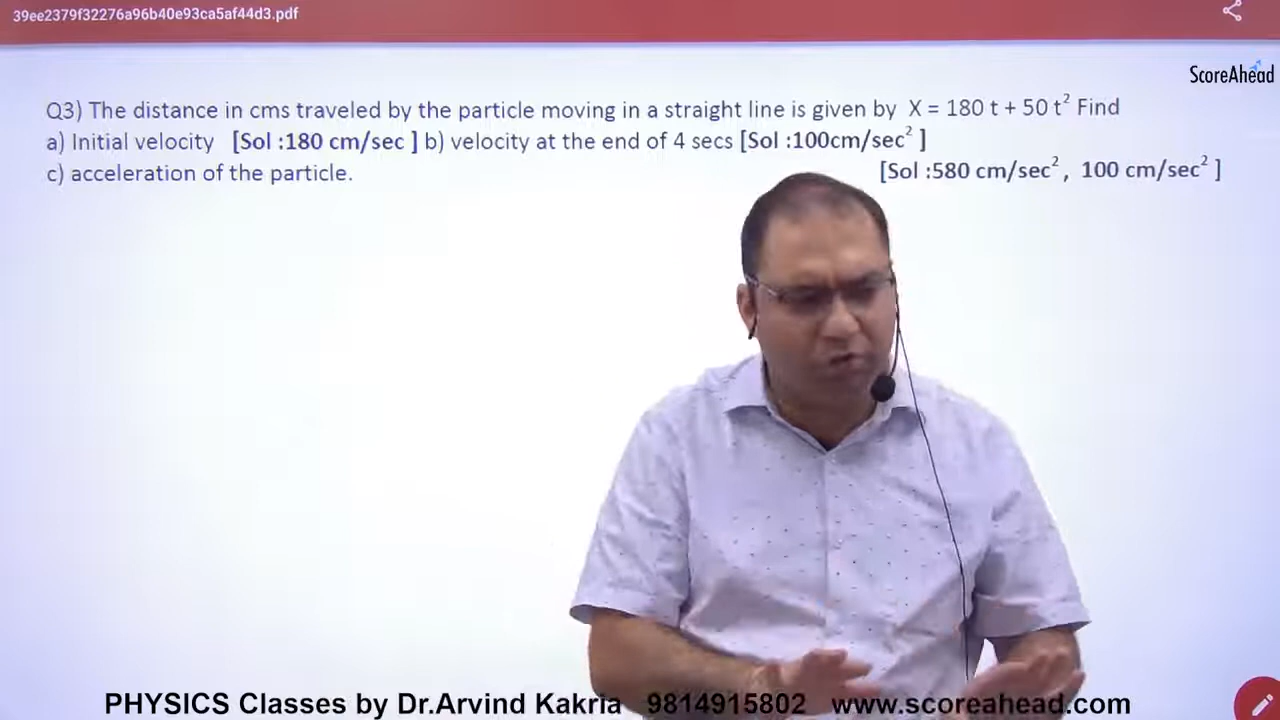 39ee2379f32276a96b40e93ca5af44d3.pdf
ScoreAhead
Q3) The distance in cms traveled by the particle moving in a straight line is given by X = 180 t + 50 t² Find
a) Initial velocity [Sol :180 cm/sec ] b) velocity at the end of 4 secs [Sol :100cm/sec² ]
c) acceleration of the particle. [Sol :580 cm/sec² , 100 cm/sec² ]
PHYSICS Classes by Dr.Arvind Kakria 9814915802 www.scoreahead.com